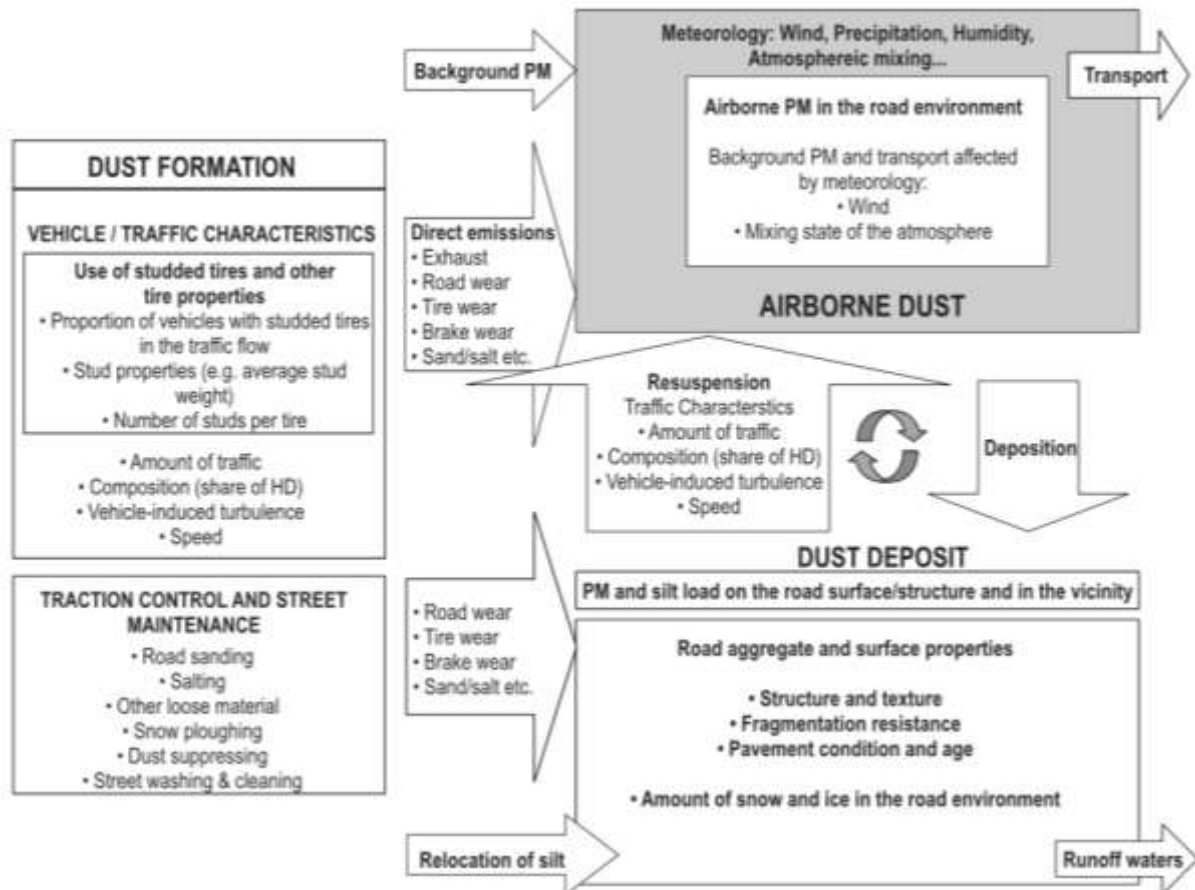 Meteorology: Wind, Precipitation, Humidity,
Atmosphereic mixing...
Background PM
Transport
Airborne PM in the road environment
Background PM and transport affected
by meteorology:
• Wind
• Mixing state of the atmosphere
AIRBORNE DUST
DUST FORMATION
VEHICLE / TRAFFIC CHARACTERISTICS
Use of studded tires and other
tire properties
• Proportion of vehicles with studded tires
in the traffic flow
• Stud properties (e.g. average stud
weight)
• Number of studs per tire
• Amount of traffic
• Composition (share of HD)
• Vehicle-induced turbulence
• Speed
Direct emissions
• Exhaust
• Road wear
• Tire wear
• Brake wear
• Sand/salt etc.
Resuspension
Traffic Characterstics
• Amount of traffic
• Composition (share of HD)
• Vehicle-induced turbulence
• Speed
Deposition
TRACTION CONTROL AND STREET
MAINTENANCE
• Road sanding
• Salting
• Other loose material
• Snow ploughing
• Dust suppressing
• Street washing & cleaning
• Road wear
• Tire wear
• Brake wear
• Sand/salt etc.
DUST DEPOSIT
PM and silt load on the road surface/structure and in the vicinity
Road aggregate and surface properties
• Structure and texture
• Fragmentation resistance
• Pavement condition and age
• Amount of snow and ice in the road environment
Relocation of silt
Runoff waters